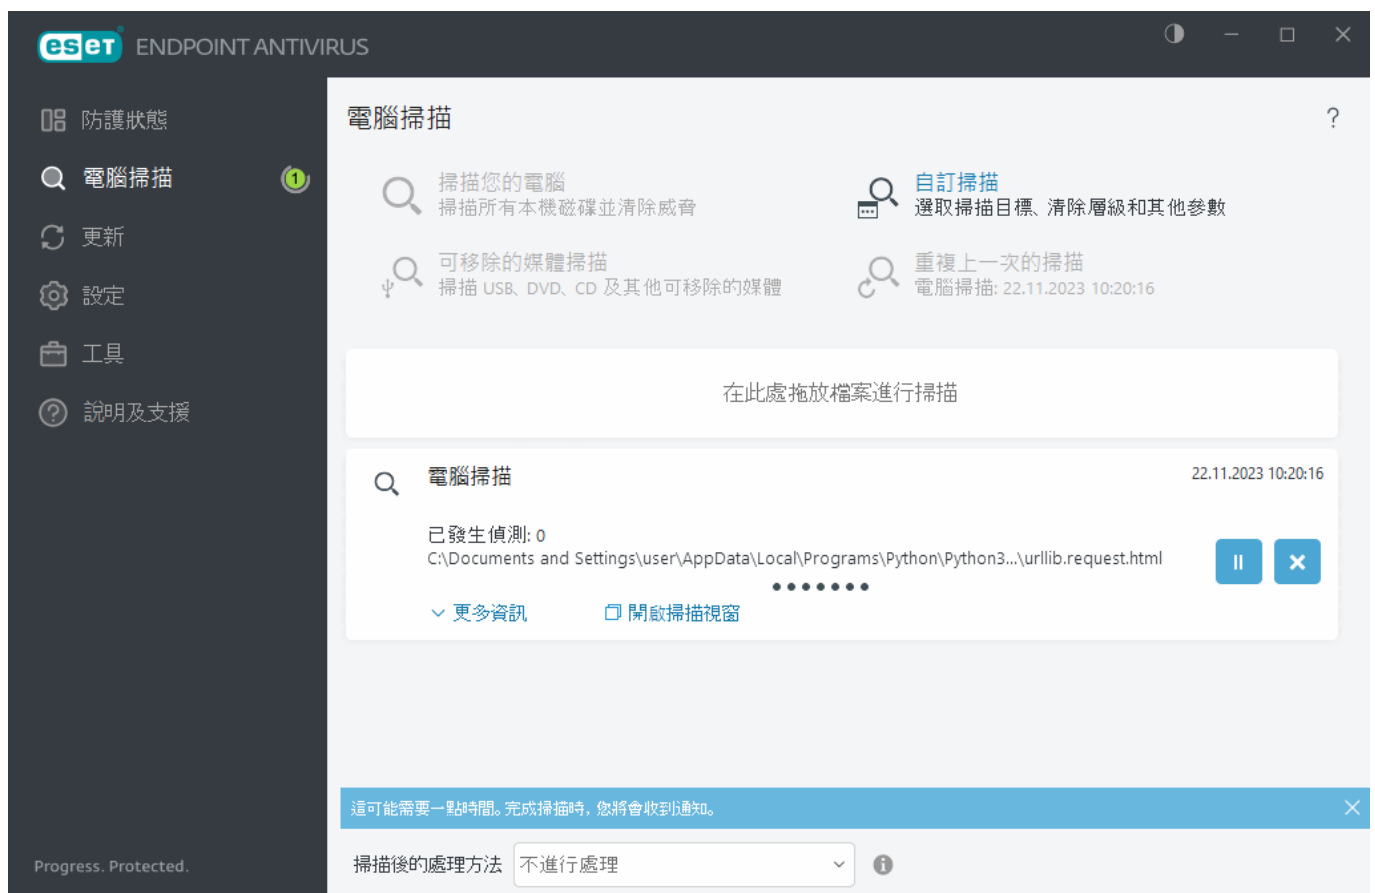 eset ENDPOINT ANTIVIRUS
防護狀態
電腦掃描 1
更新
設定
工具
說明及支援
Progress. Protected.
電腦掃描 ?
掃描您的電腦
掃描所有本機磁碟並清除威脅
自訂掃描
選取掃描目標、清除層級和其他參數
可移除的媒體掃描
掃描 USB、DVD、CD 及其他可移除的媒體
重複上一次的掃描
電腦掃描: 22.11.2023 10:20:16
在此處拖放檔案進行掃描
電腦掃描 22.11.2023 10:20:16
已發生偵測: 0
C:\Documents and Settings\user\AppData\Local\Programs\Python\Python3...\urllib.request.html
更多資訊 開啟掃描視窗
這可能需要一點時間。完成掃描時，您將會收到通知。
掃描後的處理方法 不進行處理